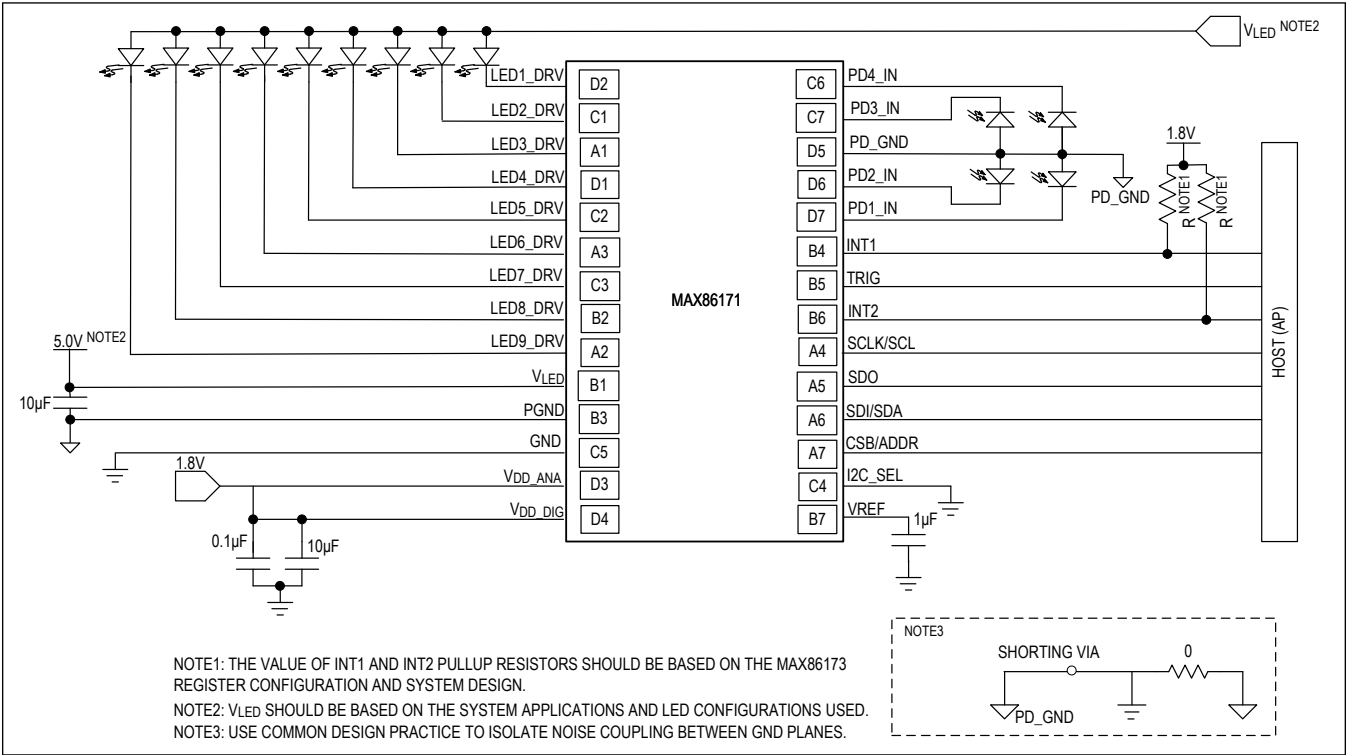 VLED NOTE2
LED1_DRV
D2
C6
PD4_IN
LED2_DRV
C1
C7
PD3_IN
LED3_DRV
A1
D5
PD_GND
1.8V
LED4_DRV
D1
D6
PD2_IN
PD_GND
R NOTE1
R NOTE1
LED5_DRV
C2
D7
PD1_IN
LED6_DRV
A3
B4
INT1
LED7_DRV
C3
MAX86171
B5
TRIG
LED8_DRV
B2
B6
INT2
HOST (AP)
5.0V NOTE2
LED9_DRV
A2
A4
SCLK/SCL
VLED
B1
A5
SDO
10µF
PGND
B3
A6
SDI/SDA
GND
C5
A7
CSB/ADDR
1.8V
VDD_ANA
D3
C4
I2C_SEL
VDD_DIG
D4
B7
VREF
1µF
0.1µF
10µF
NOTE3
SHORTING VIA
0
PD_GND
NOTE1: THE VALUE OF INT1 AND INT2 PULLUP RESISTORS SHOULD BE BASED ON THE MAX86173
REGISTER CONFIGURATION AND SYSTEM DESIGN.
NOTE2: VLED SHOULD BE BASED ON THE SYSTEM APPLICATIONS AND LED CONFIGURATIONS USED.
NOTE3: USE COMMON DESIGN PRACTICE TO ISOLATE NOISE COUPLING BETWEEN GND PLANES.